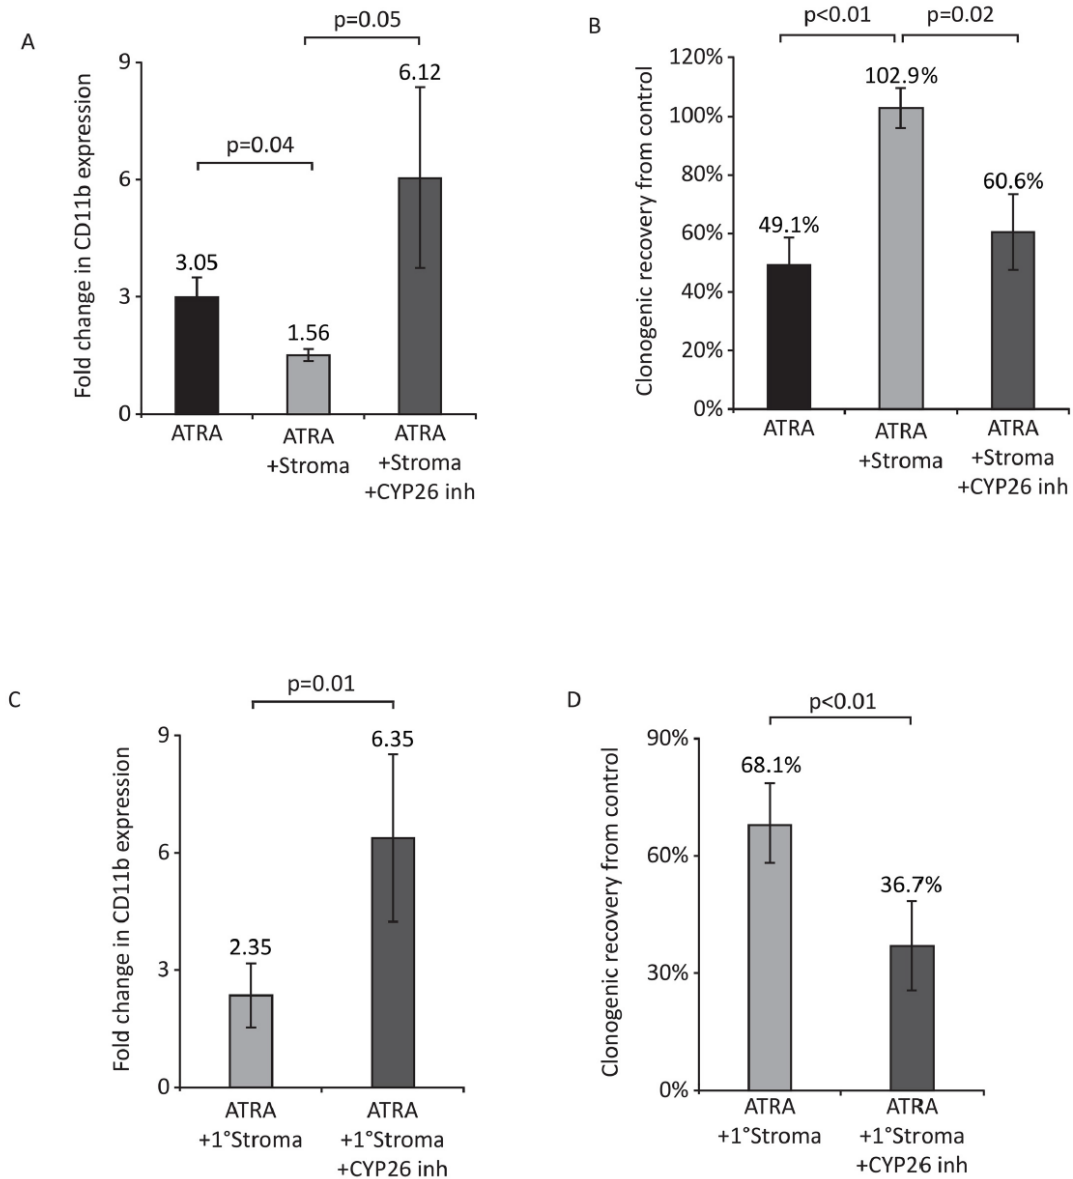 A
Fold change in CD11b expression
p=0.05
p=0.04
9
6
3
0
3.05
1.56
6.12
ATRA
ATRA
+Stroma
ATRA
+Stroma
+CYP26 inh
B
Clonogenic recovery from control
p<0.01
p=0.02
120%
100%
80%
60%
40%
20%
0%
49.1%
102.9%
60.6%
ATRA
ATRA
+Stroma
ATRA
+Stroma
+CYP26 inh
C
Fold change in CD11b expression
p=0.01
9
6
3
0
2.35
6.35
ATRA
+1°Stroma
ATRA
+1°Stroma
+CYP26 inh
D
Clonogenic recovery from control
p<0.01
90%
60%
30%
0%
68.1%
36.7%
ATRA
+1°Stroma
ATRA
+1°Stroma
+CYP26 inh